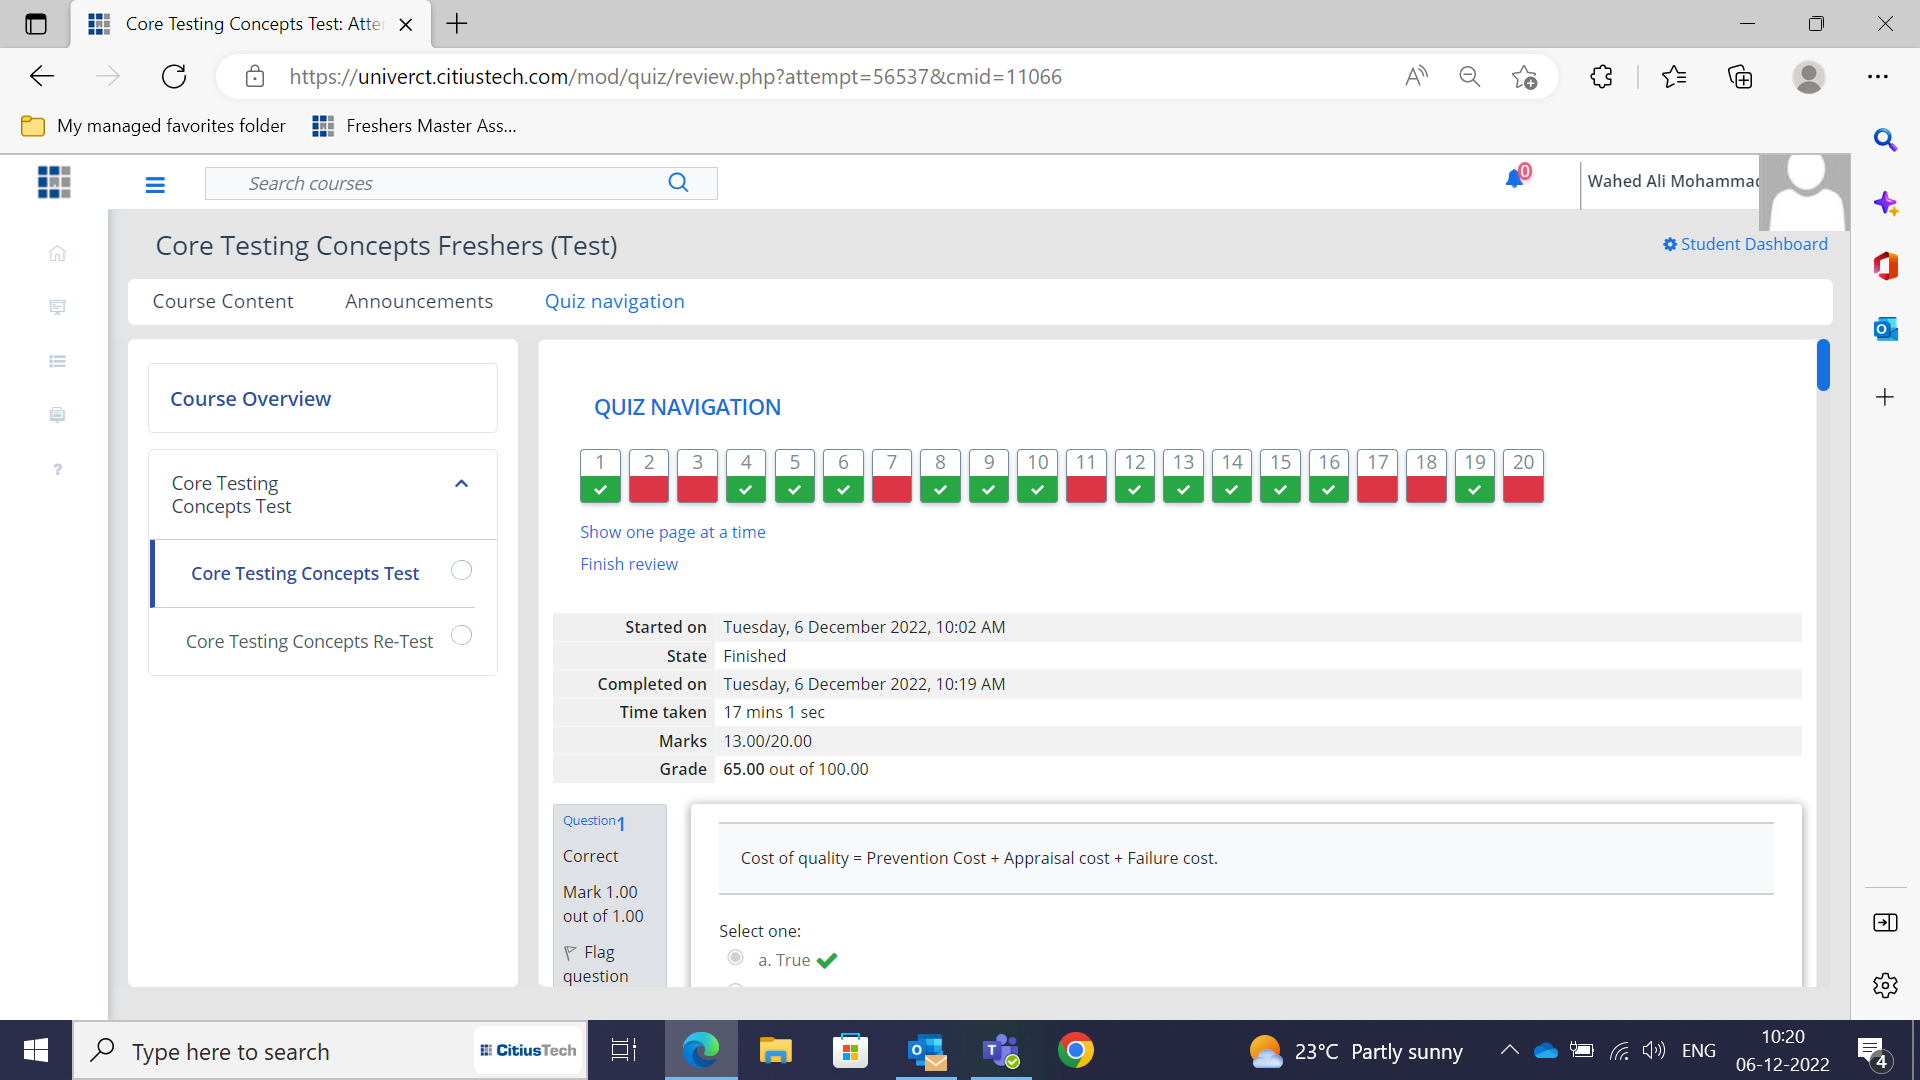 Core Testing Concepts Test: Atte
https://univerct.citiustech.com/mod/quiz/review.php?attempt=56537&cmid=11066
My managed favorites folder
Freshers Master Ass...
Search courses
0
Wahed Ali Mohammad
Core Testing Concepts Freshers (Test)
Student Dashboard
Course Content
Announcements
Quiz navigation
Course Overview
Core Testing
Concepts Test
Core Testing Concepts Test
Core Testing Concepts Re-Test
QUIZ NAVIGATION
1 2 3 4 5 6 7 8 9 10 11 12 13 14 15 16 17 18 19 20
Show one page at a time
Finish review
Started on Tuesday, 6 December 2022, 10:02 AM
State Finished
Completed on Tuesday, 6 December 2022, 10:19 AM
Time taken 17 mins 1 sec
Marks 13.00/20.00
Grade 65.00 out of 100.00
Question 1
Correct
Mark 1.00
out of 1.00
Flag
question
Cost of quality = Prevention Cost + Appraisal cost + Failure cost.
Select one:
a. True
Type here to search
CitiusTech
23°C Partly sunny
ENG
10:20
06-12-2022
4